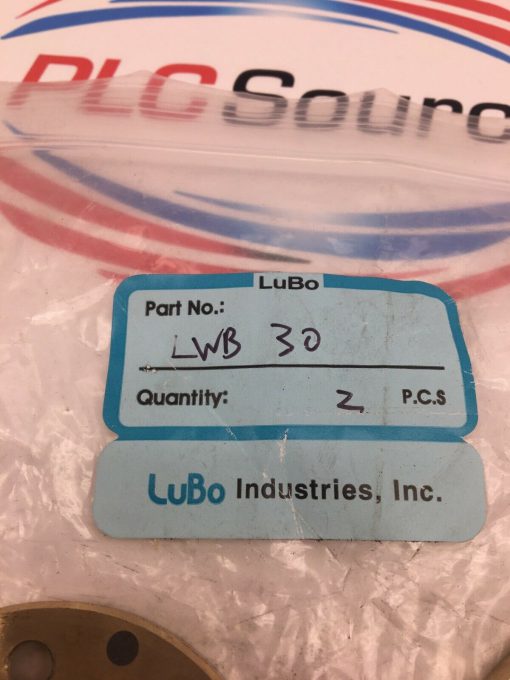 PLCSourc
LuBo
Part No.:
LWB 30
Quantity: 2 P.C.S
LuBo Industries, Inc.